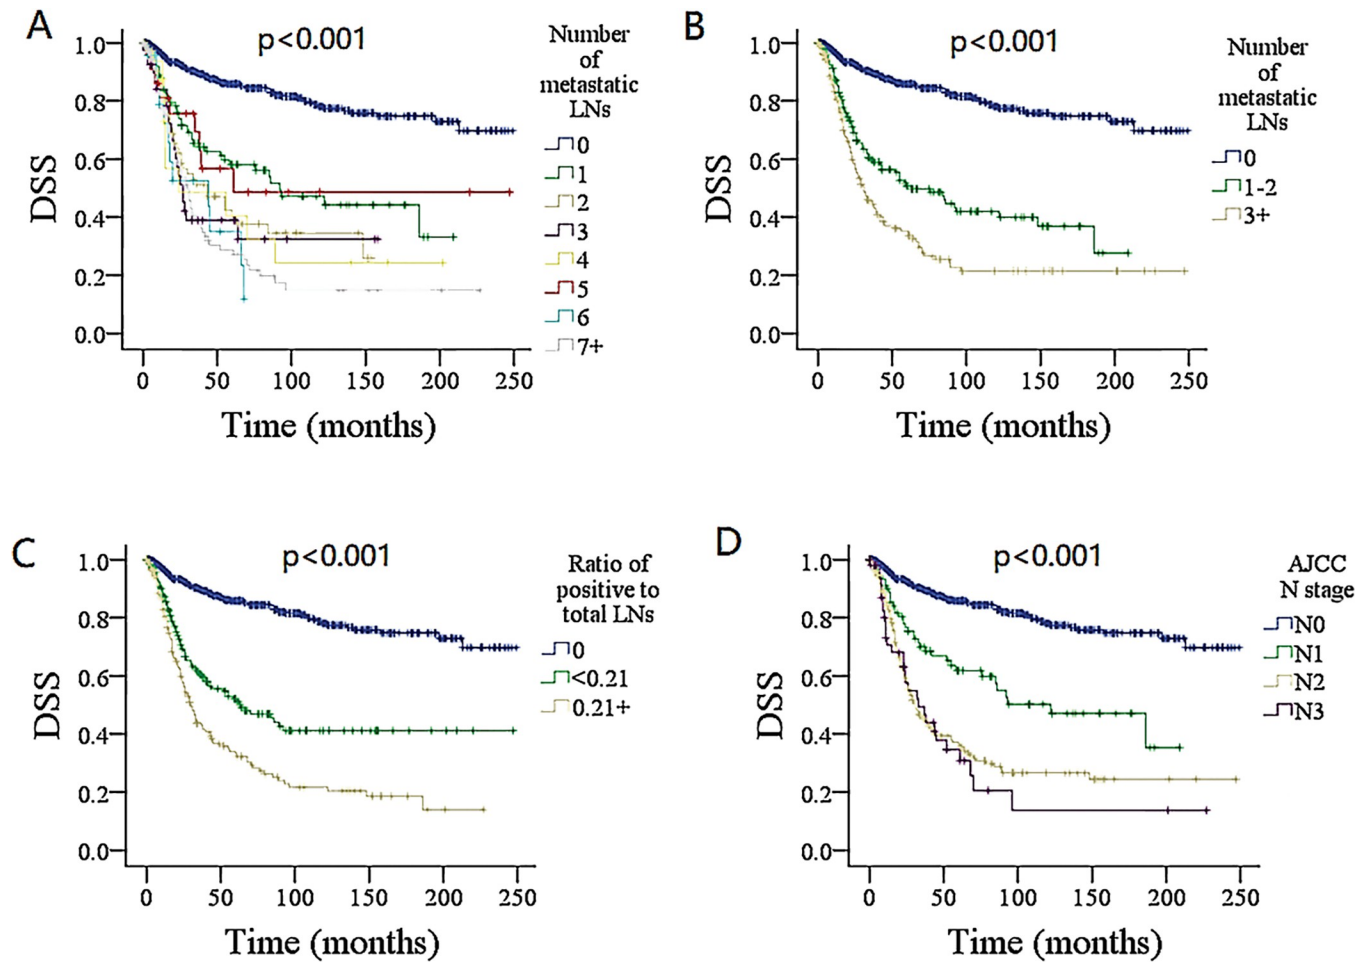 A
p<0.001
Number
of
metastatic
LNs
0
1
2
3
4
5
6
7+
DSS
1.0
0.8
0.6
0.4
0.2
0.0
0 50 100 150 200 250
Time (months)
B
p<0.001
Number
of
metastatic
LNs
0
1-2
3+
DSS
1.0
0.8
0.6
0.4
0.2
0.0
0 50 100 150 200 250
Time (months)
C
p<0.001
Ratio of
positive to
total LNs
0
<0.21
0.21+
DSS
1.0
0.8
0.6
0.4
0.2
0.0
0 50 100 150 200 250
Time (months)
D
p<0.001
AJCC
N stage
N0
N1
N2
N3
DSS
1.0
0.8
0.6
0.4
0.2
0.0
0 50 100 150 200 250
Time (months)